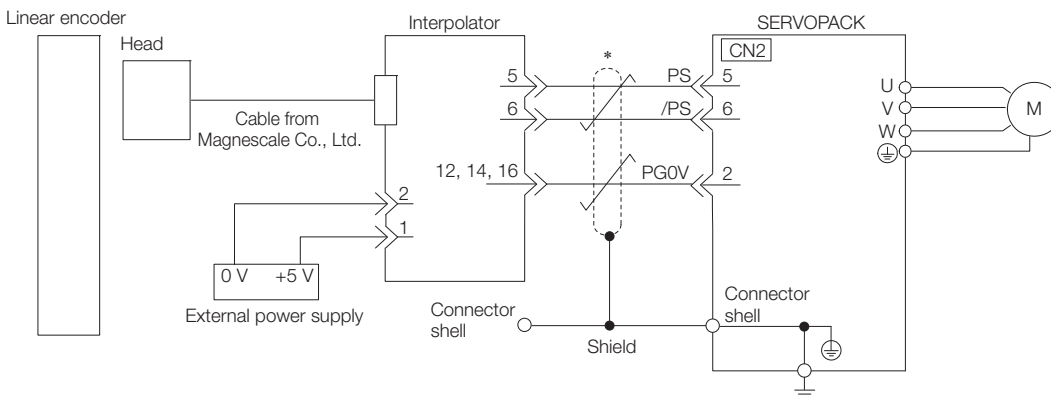 Linear encoder
Head
Interpolator
SERVOPACK
CN2
*
5
PS
5
6
/PS
6
Cable from
Magnescale Co., Ltd.
12, 14, 16
PG0V
2
2
1
0 V
+5 V
External power supply
Connector
shell
Shield
Connector
shell
U
V
W
M